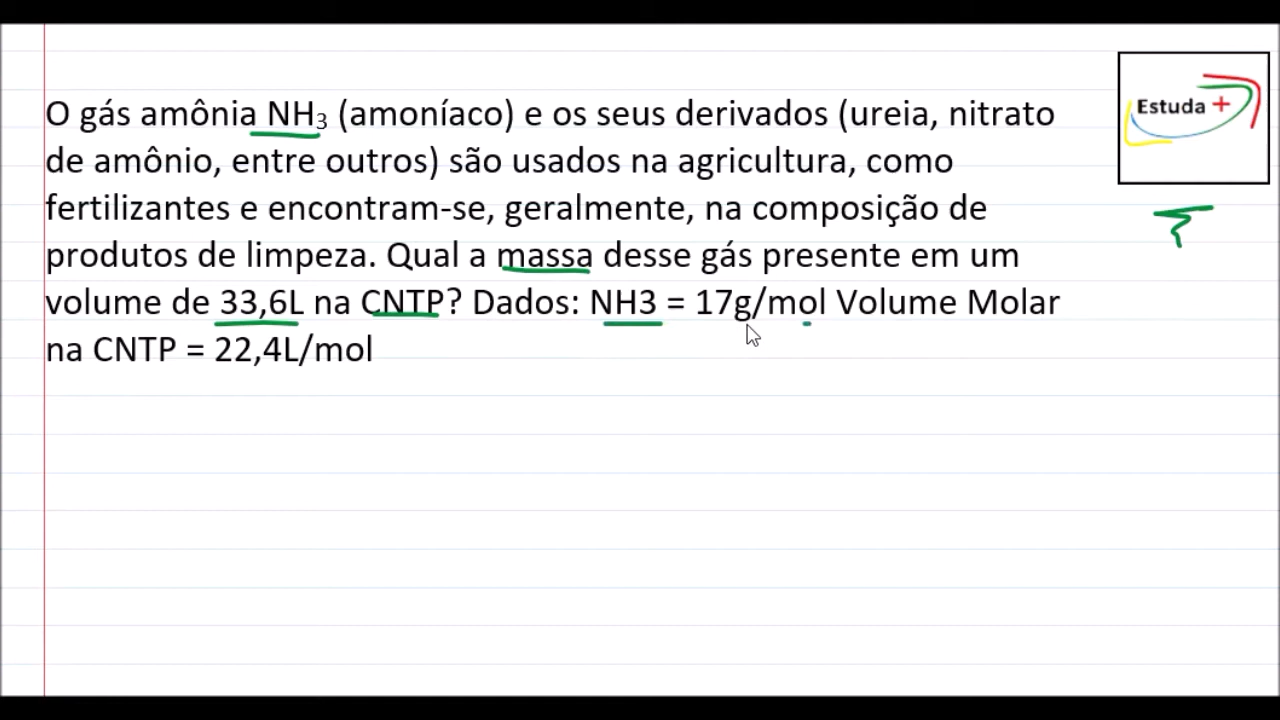 O gás amônia NH₃ (amoníaco) e os seus derivados (ureia, nitrato
de amônio, entre outros) são usados na agricultura, como
fertilizantes e encontram-se, geralmente, na composição de
produtos de limpeza. Qual a massa desse gás presente em um
volume de 33,6L na CNTP? Dados: NH3 = 17g/mol Volume Molar
na CNTP = 22,4L/mol
Estuda +